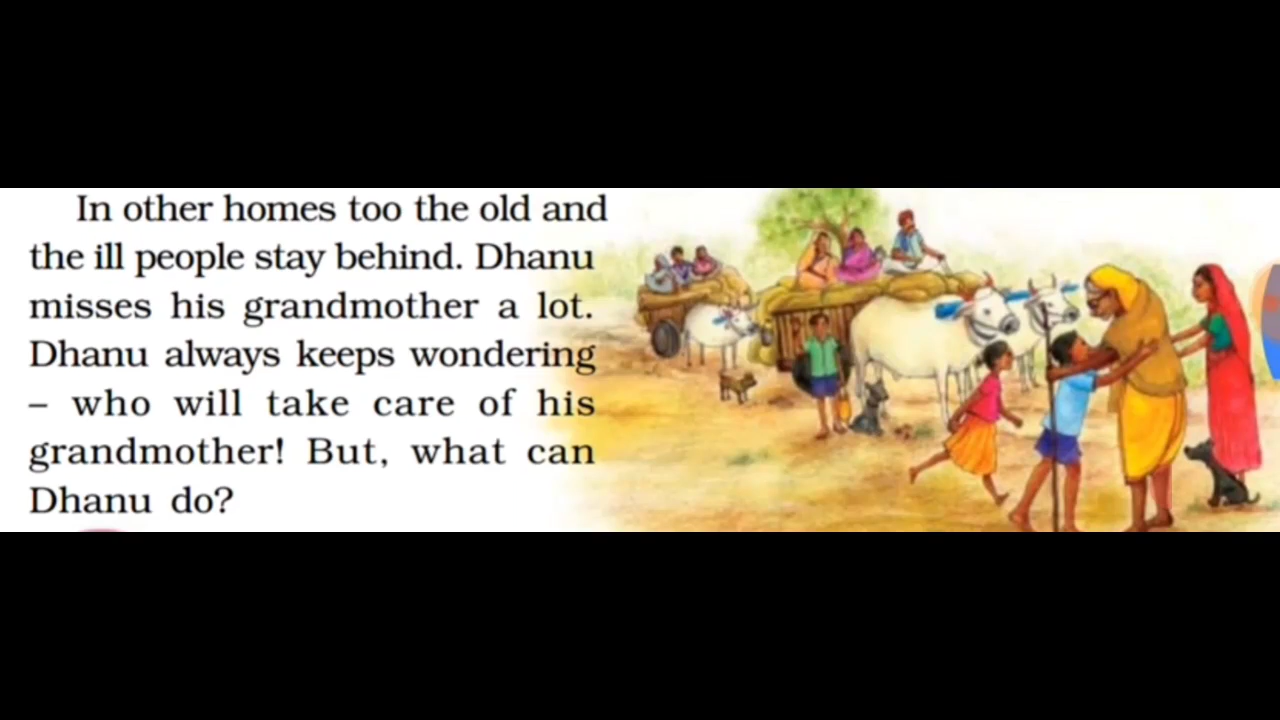 In other homes too the old and
the ill people stay behind. Dhanu
misses his grandmother a lot.
Dhanu always keeps wondering
– who will take care of his
grandmother! But, what can
Dhanu do?